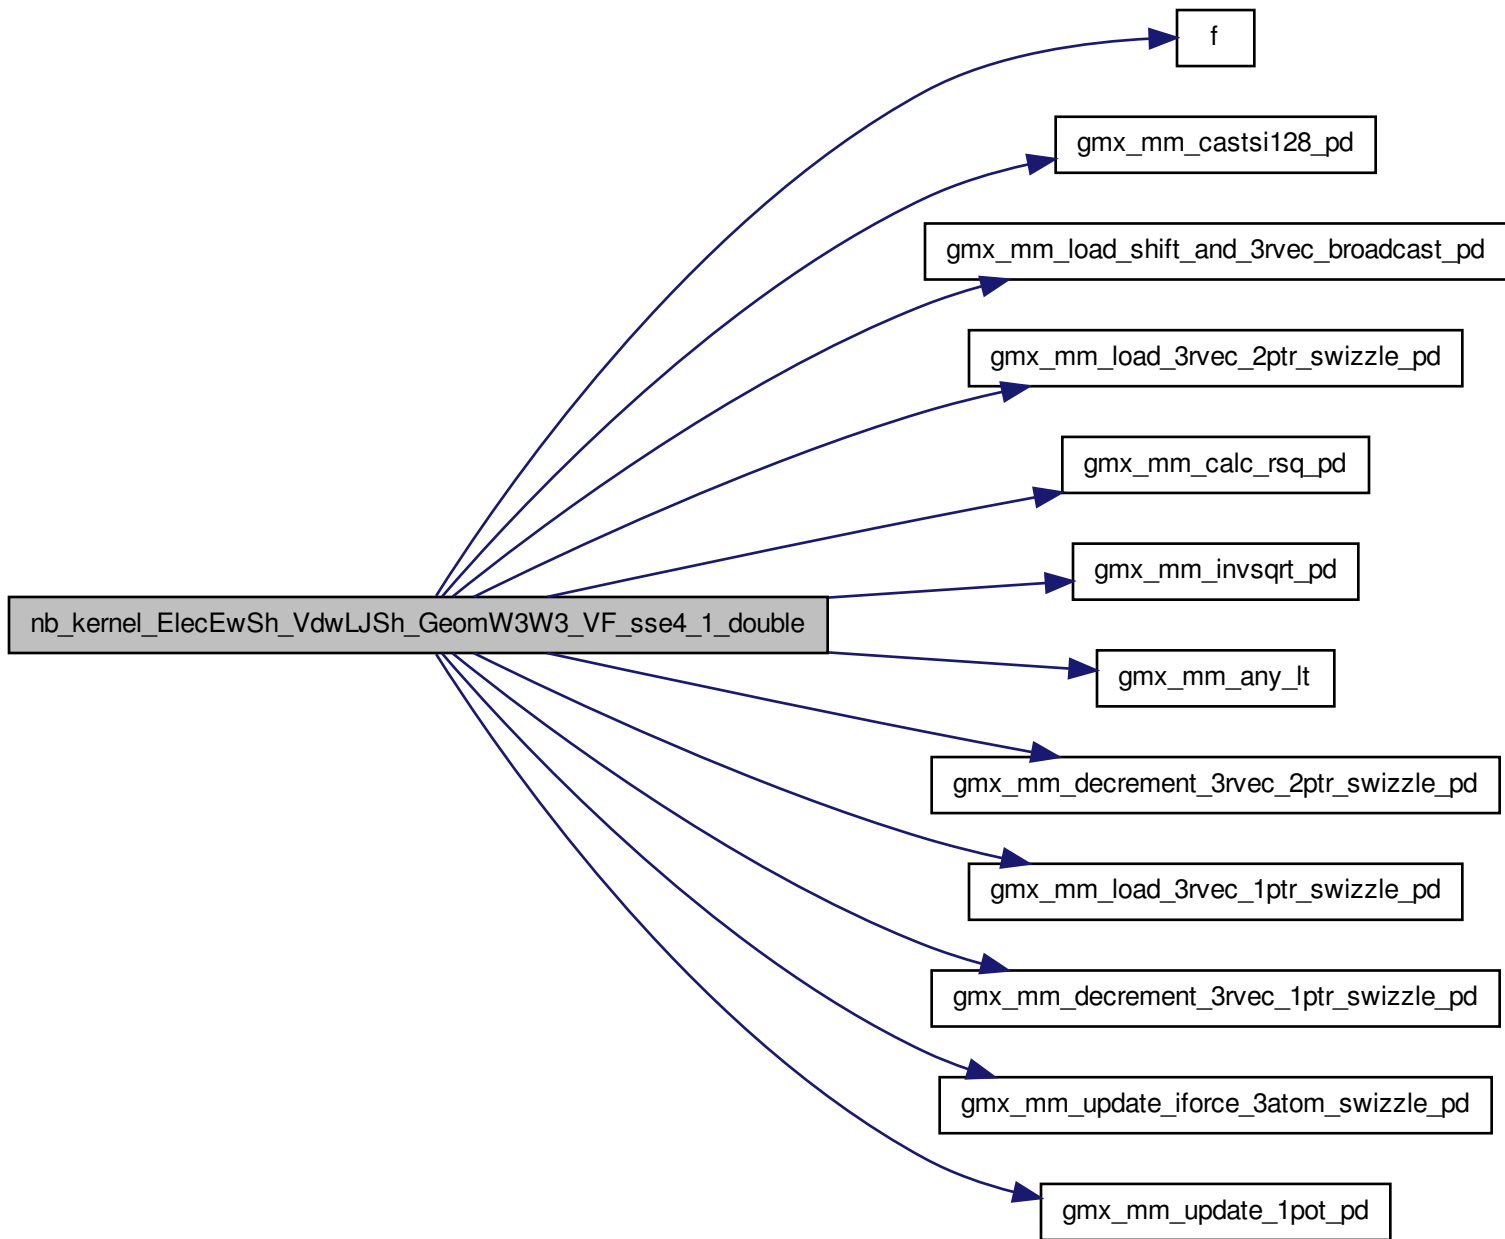 f
gmx_mm_castsi128_pd
gmx_mm_load_shift_and_3rvec_broadcast_pd
gmx_mm_load_3rvec_2ptr_swizzle_pd
gmx_mm_calc_rsq_pd
gmx_mm_invsqrt_pd
nb_kernel_ElecEwSh_VdwLJSh_GeomW3W3_VF_sse4_1_double
gmx_mm_any_lt
gmx_mm_decrement_3rvec_2ptr_swizzle_pd
gmx_mm_load_3rvec_1ptr_swizzle_pd
gmx_mm_decrement_3rvec_1ptr_swizzle_pd
gmx_mm_update_iforce_3atom_swizzle_pd
gmx_mm_update_1pot_pd